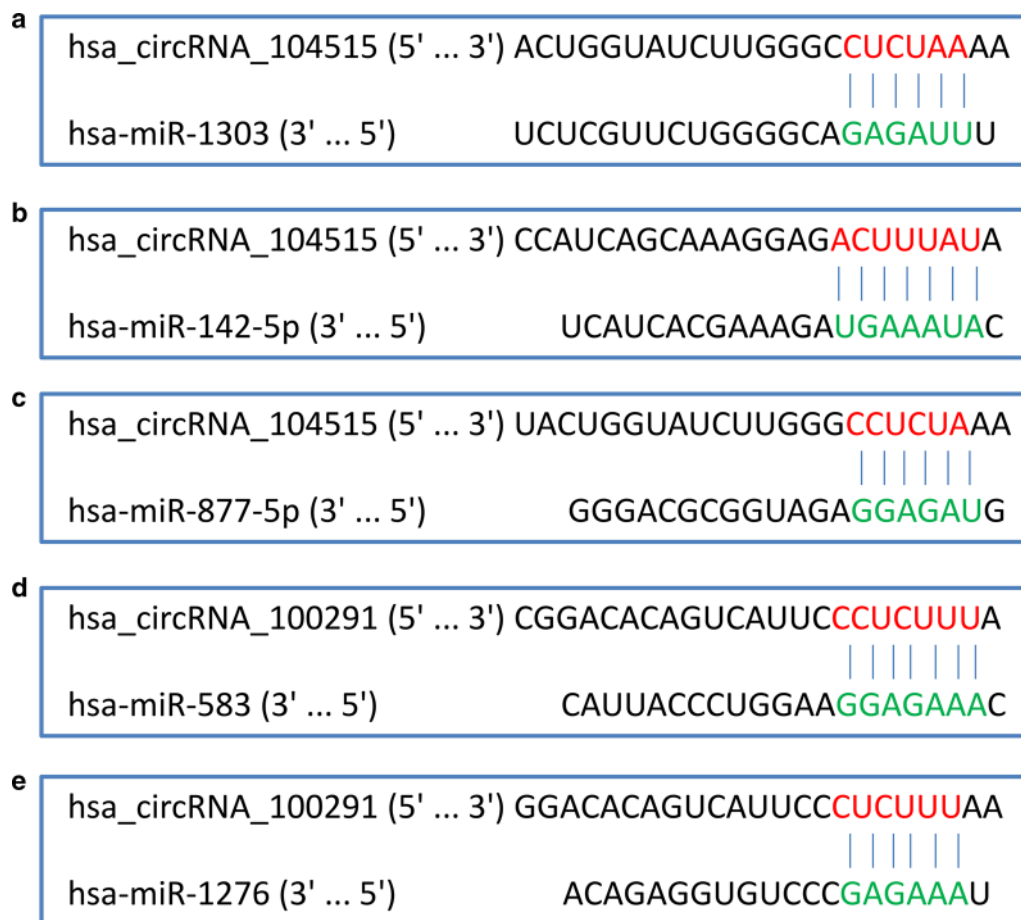 a
hsa_circRNA_104515 (5' ... 3') ACUGGUAUCUUGGGCCUCUAAAA
hsa-miR-1303 (3' ... 5') UCUCGUUCUGGGGCAGAGAUUU
b
hsa_circRNA_104515 (5' ... 3') CCAUCAGCAAAGGAGACUUUAUA
hsa-miR-142-5p (3' ... 5') UCAUCACGAAAGAUGAAAUAC
c
hsa_circRNA_104515 (5' ... 3') UACUGGUAUCUUGGGCCUCUAAA
hsa-miR-877-5p (3' ... 5') GGGACGCGGUAGAGGAGAUG
d
hsa_circRNA_100291 (5' ... 3') CGGACACAGUCAUUCCCUCUUUA
hsa-miR-583 (3' ... 5') CAUUACCCUGGAAGGAGAAAC
e
hsa_circRNA_100291 (5' ... 3') GGACACAGUCAUUCCCUCUUUAA
hsa-miR-1276 (3' ... 5') ACAGAGGUGUCCCGAGAAAU